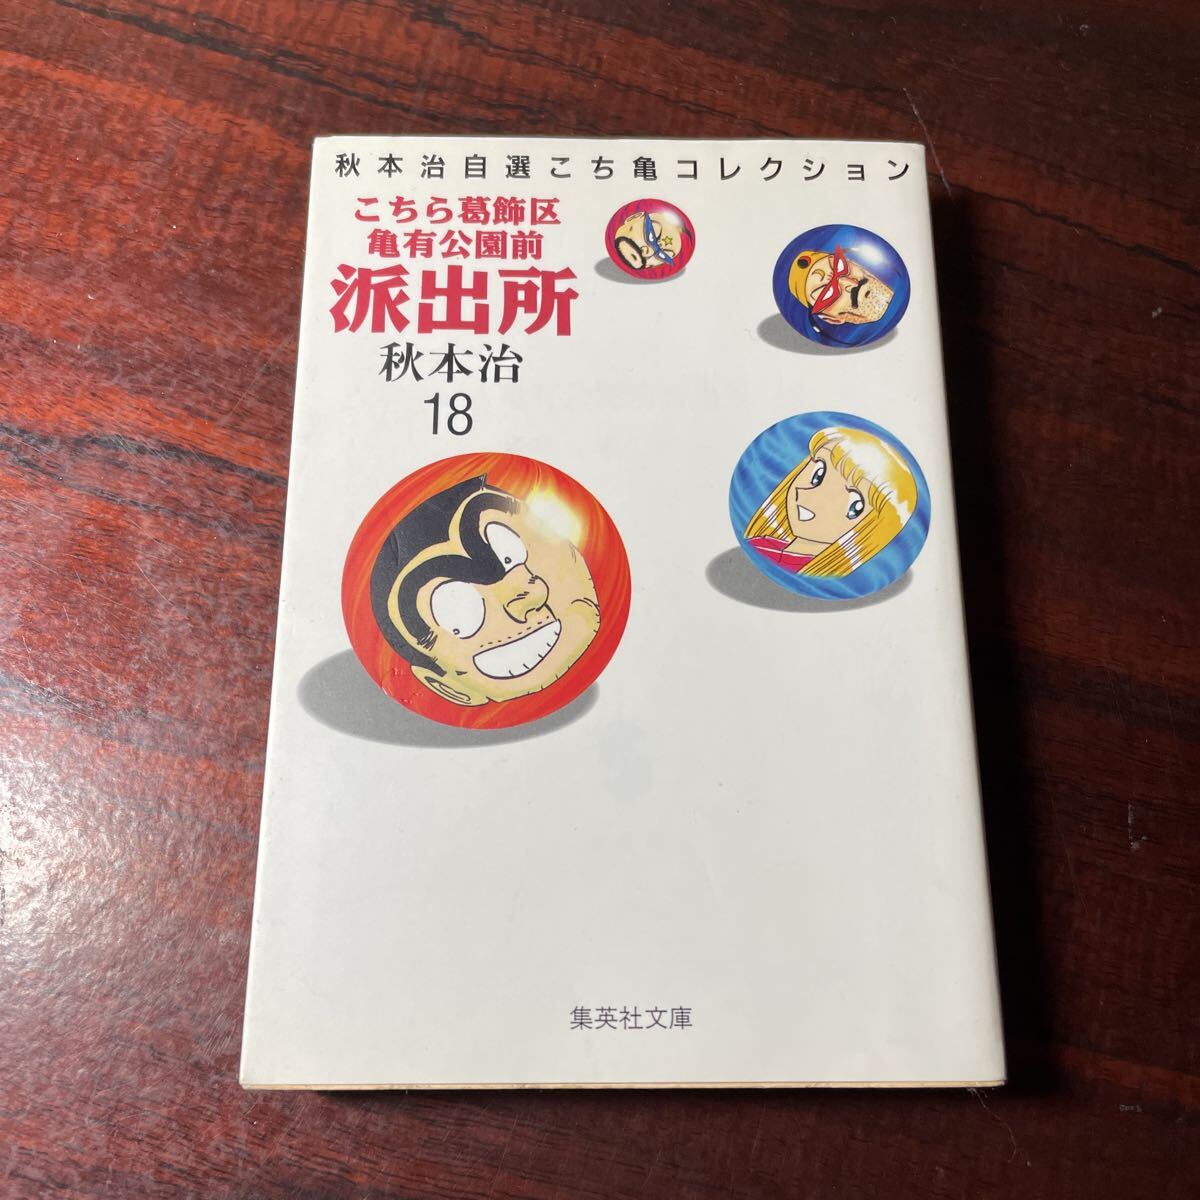 秋本治自選こち亀コレクション
こちら葛飾区
亀有公園前
派出所
秋本治
18
集英社文庫